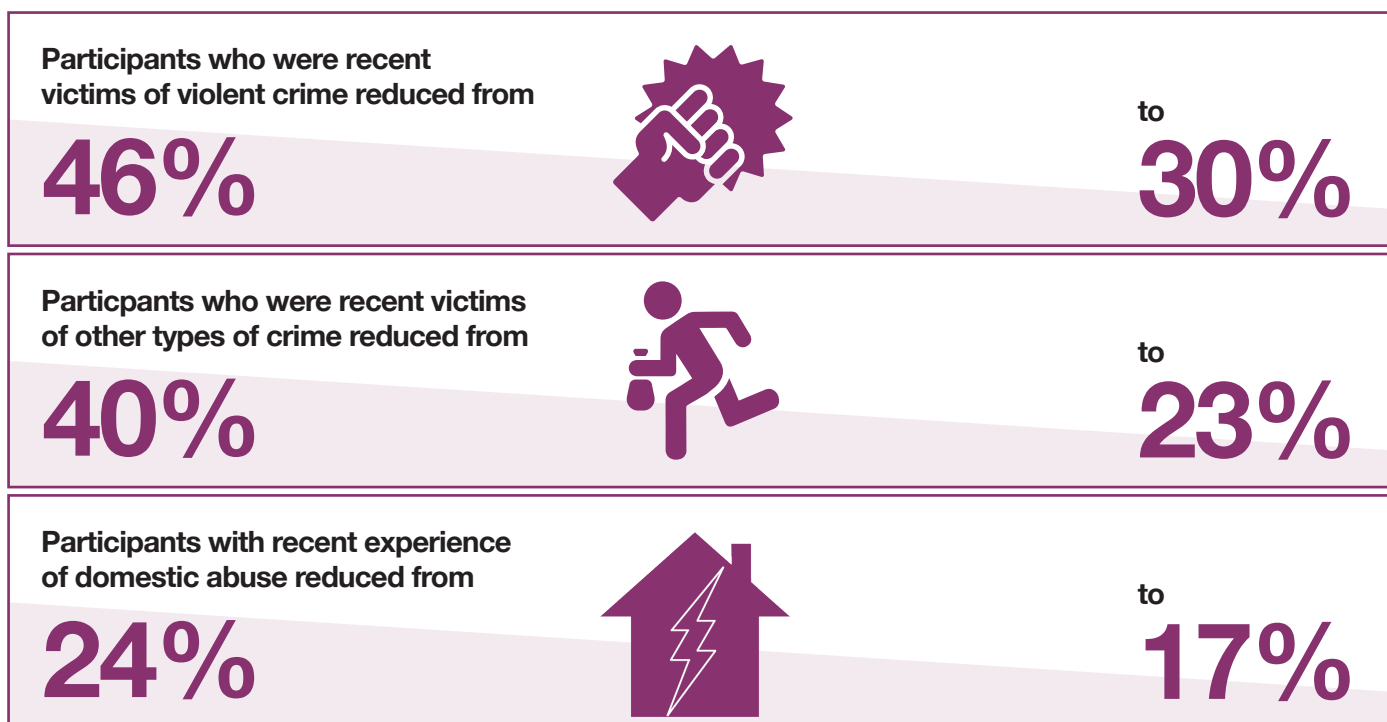 Participants who were recent
victims of violent crime reduced from
46%
to
30%
Particpants who were recent victims
of other types of crime reduced from
40%
to
23%
Participants with recent experience
of domestic abuse reduced from
24%
to
17%